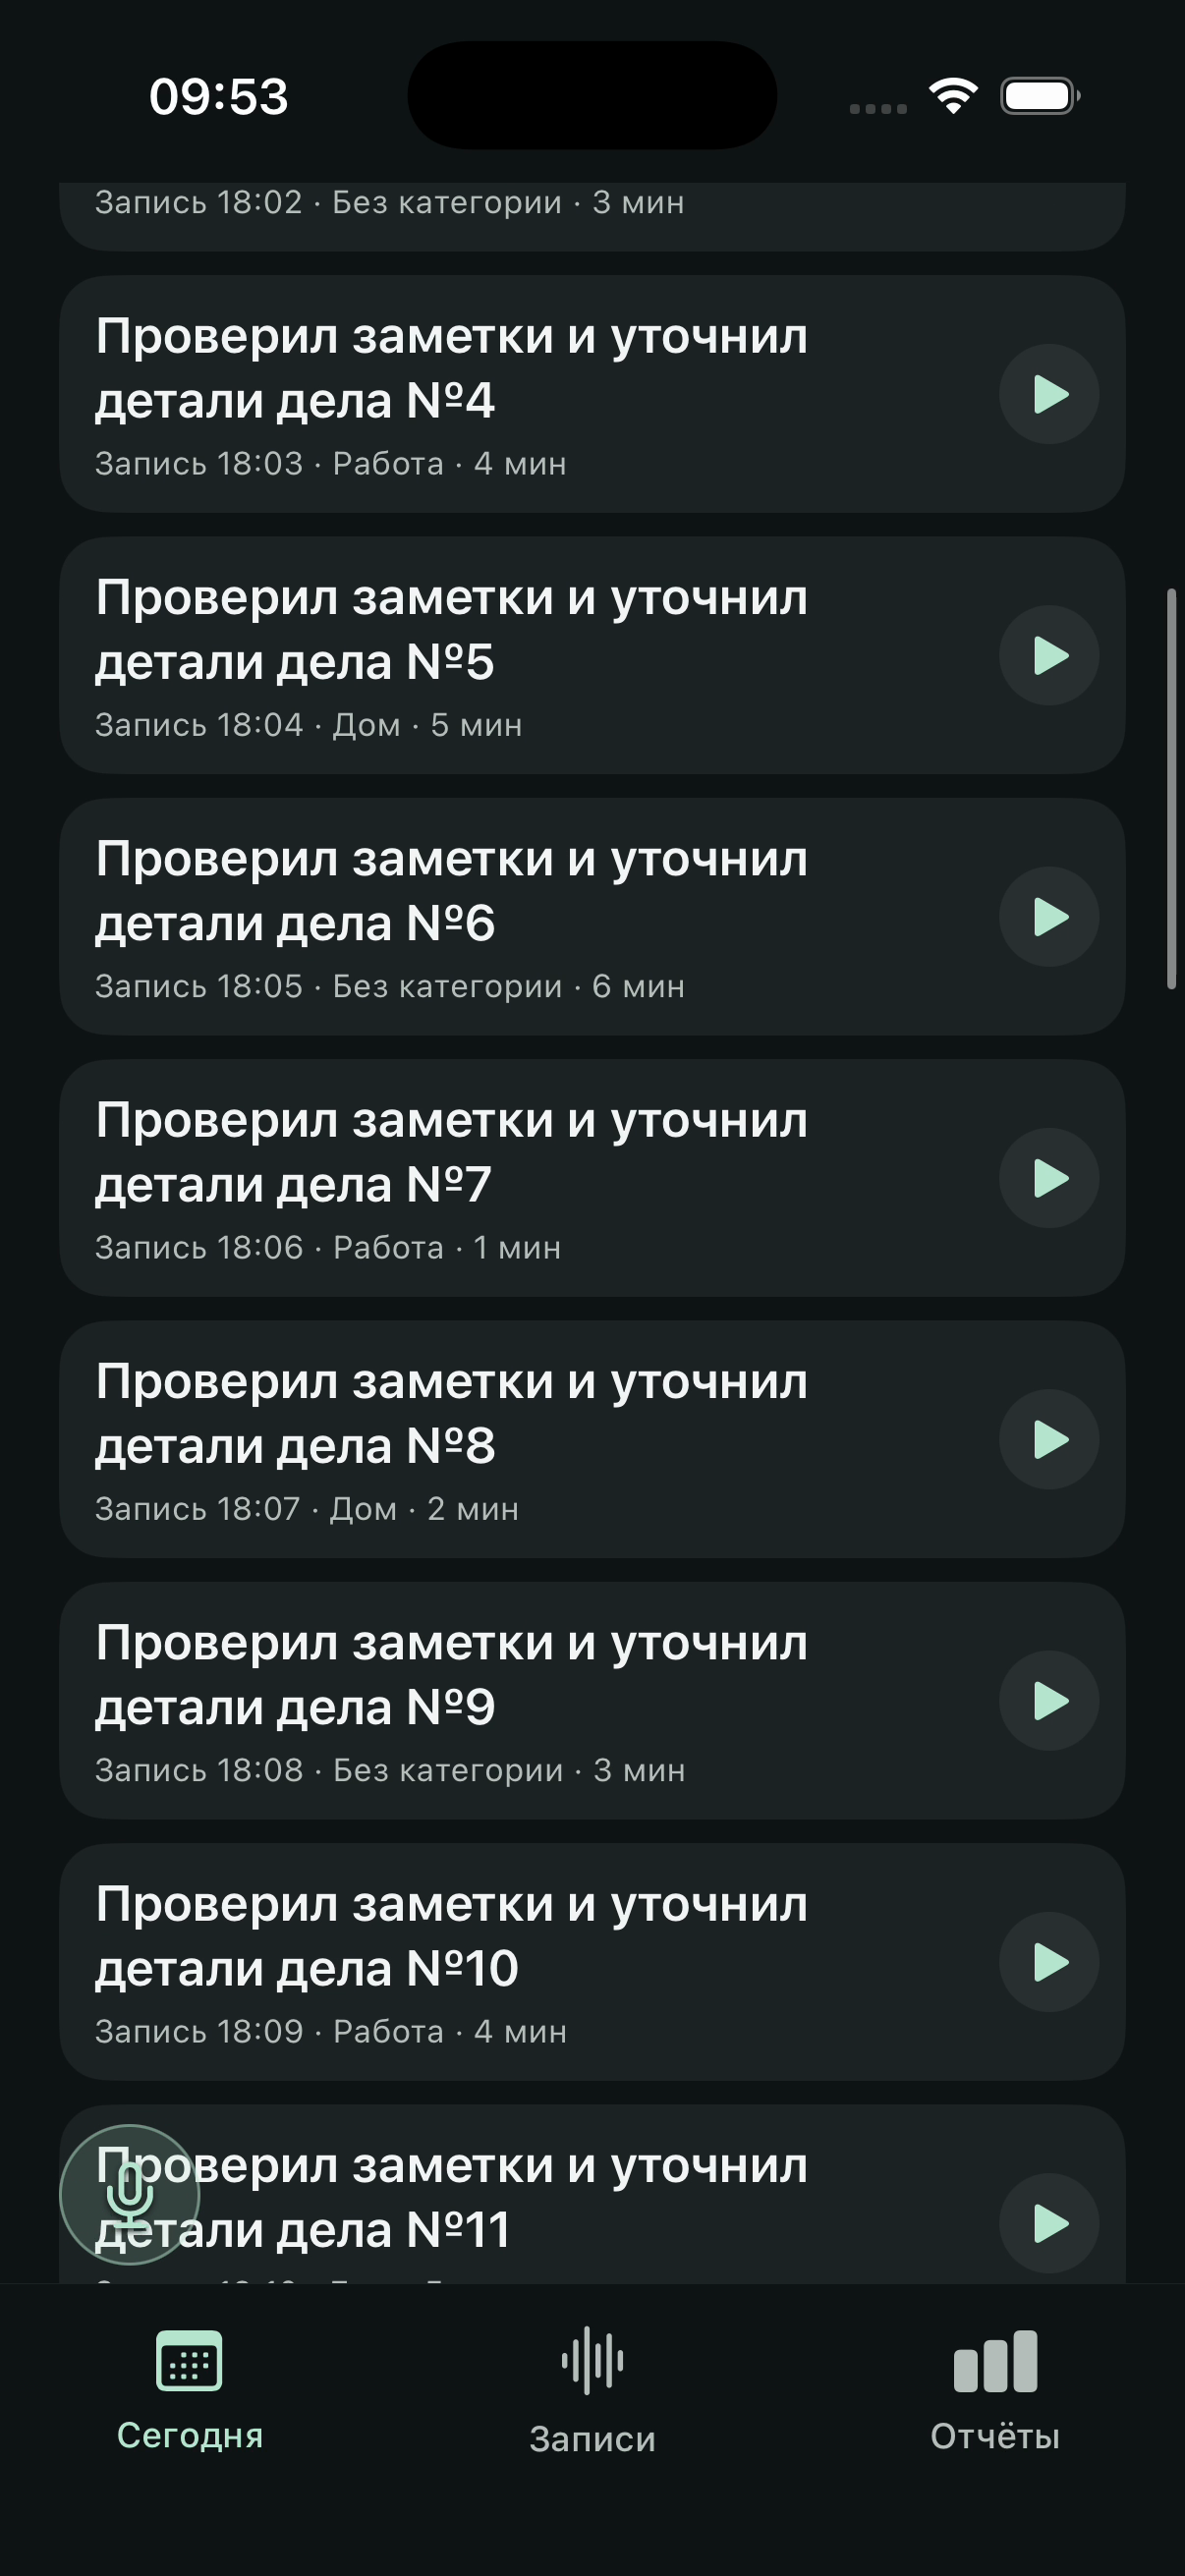 09:53
Запись 18:02 · Без категории · 3 мин
Проверил заметки и уточнил
детали дела №4
Запись 18:03 · Работа · 4 мин
Проверил заметки и уточнил
детали дела №5
Запись 18:04 · Дом · 5 мин
Проверил заметки и уточнил
детали дела №6
Запись 18:05 · Без категории · 6 мин
Проверил заметки и уточнил
детали дела №7
Запись 18:06 · Работа · 1 мин
Проверил заметки и уточнил
детали дела №8
Запись 18:07 · Дом · 2 мин
Проверил заметки и уточнил
детали дела №9
Запись 18:08 · Без категории · 3 мин
Проверил заметки и уточнил
детали дела №10
Запись 18:09 · Работа · 4 мин
Проверил заметки и уточнил
детали дела №11
Сегодня
Записи
Отчёты